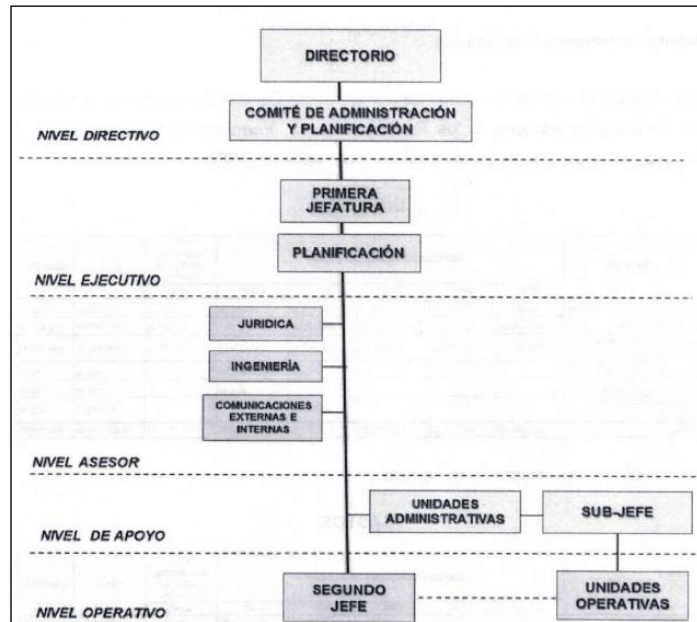 DIRECTORIO
COMITÉ DE ADMINISTRACIÓN
Y PLANIFICACIÓN
NIVEL DIRECTIVO
PRIMERA
JEFATURA
PLANIFICACIÓN
NIVEL EJECUTIVO
JURIDICA
INGENIERÍA
COMUNICACIONES
EXTERNAS E
INTERNAS
NIVEL ASESOR
UNIDADES
ADMINISTRATIVAS
SUB-JEFE
NIVEL DE APOYO
SEGUNDO
JEFE
UNIDADES
OPERATIVAS
NIVEL OPERATIVO